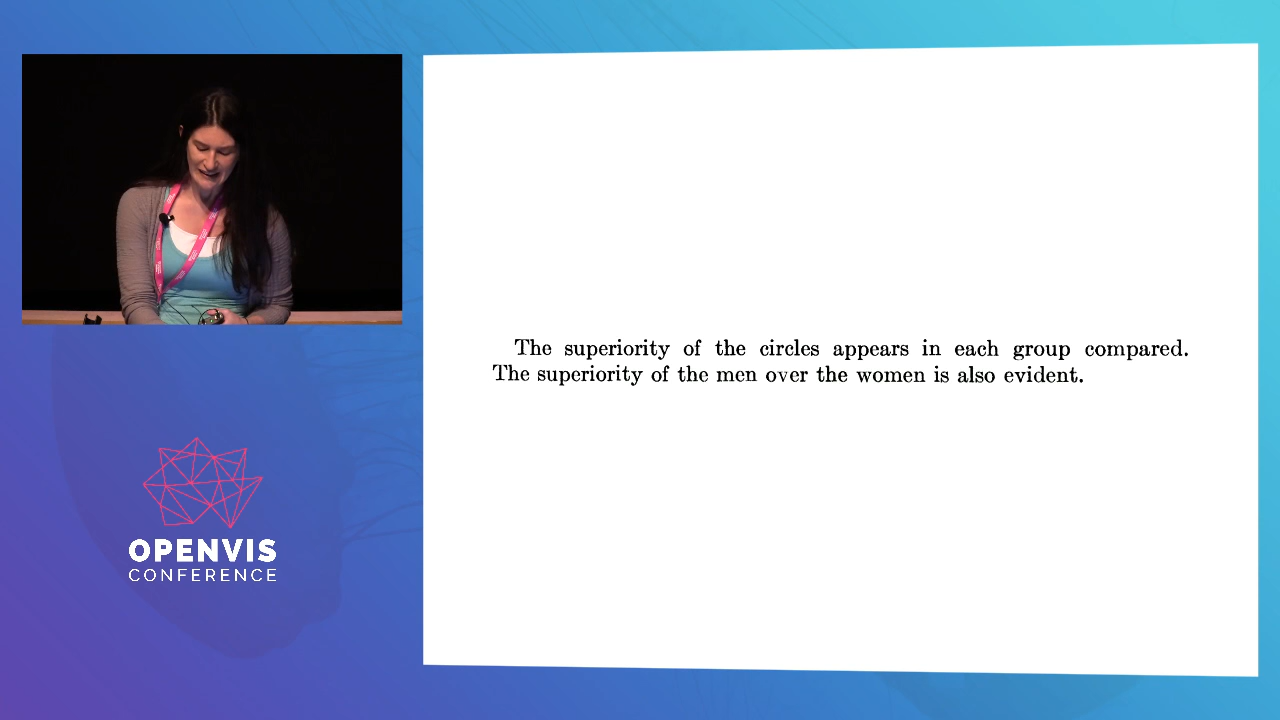 The superiority of the circles appears in each group compared.
The superiority of the men over the women is also evident.
OPENVIS
CONFERENCE